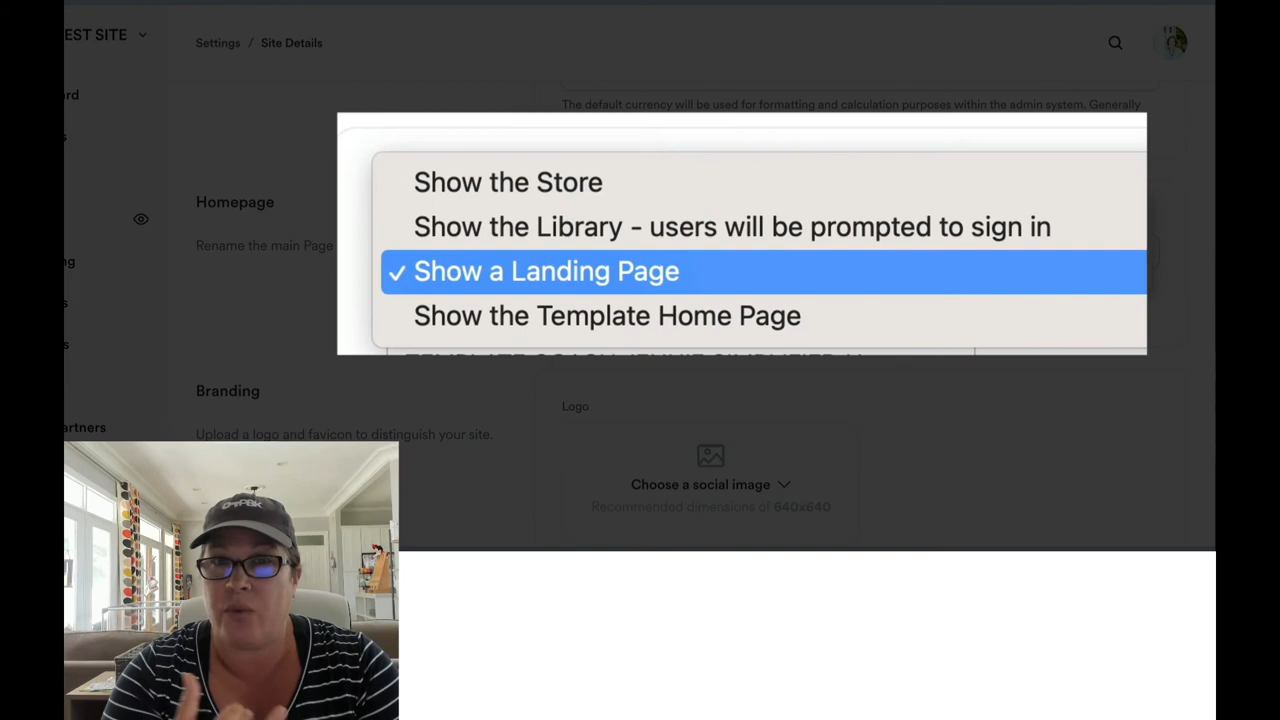 EST SITE
Settings / Site Details
ard
s
The default currency will be used for formatting and calculation purposes within the admin system. Generally
Show the Store
Show the Library - users will be prompted to sign in
✓ Show a Landing Page
Show the Template Home Page
Homepage
Rename the main Page
ng
s
s
Branding
Upload a logo and favicon to distinguish your site.
artners
Logo
Choose a social image
Recommended dimensions of 640x640